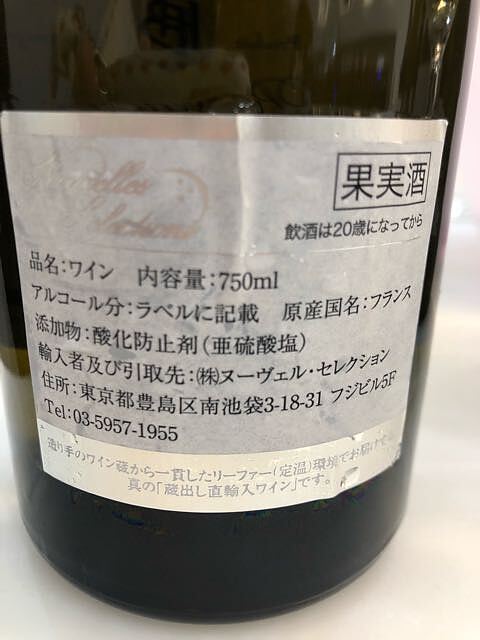 Nouvelles
Selections
果実酒
飲酒は20歳になってから
品名:ワイン 内容量:750ml
アルコール分:ラベルに記載 原産国名:フランス
添加物:酸化防止剤(亜硫酸塩)
輸入者及び引取先:㈱ヌーヴェル・セレクション
住所:東京都豊島区南池袋3-18-31 フジビル5F
Tel:03-5957-1955
造り手のワイン蔵から一貫したリーファー(定温)環境でお届けす
真の「蔵出し直輸入ワイン」です。